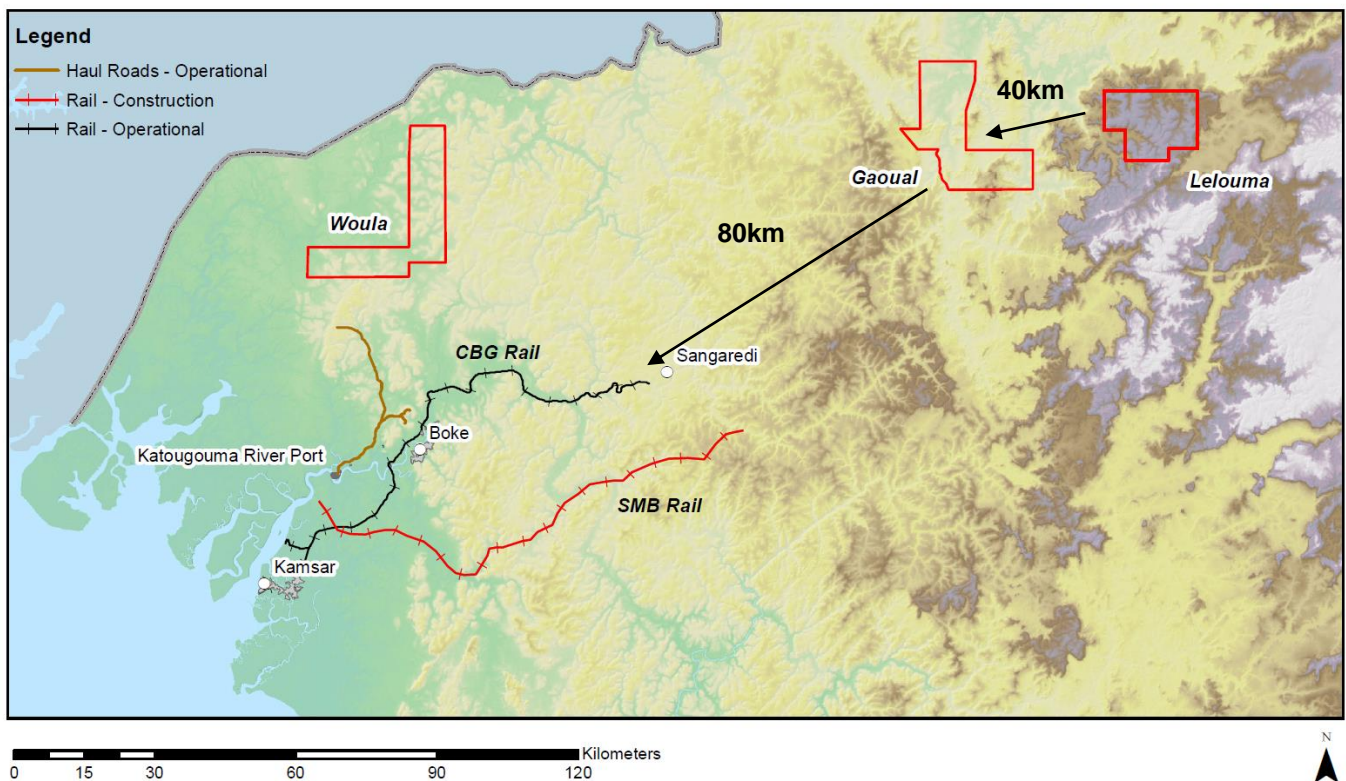 Legend
Haul Roads - Operational
Rail - Construction
Rail - Operational
40km
Gaoual
Lelouma
Woula
80km
CBG Rail
Sangaredi
Boke
Katougouma River Port
SMB Rail
Kamsar
Kilometers
0 15 30 60 90 120
N